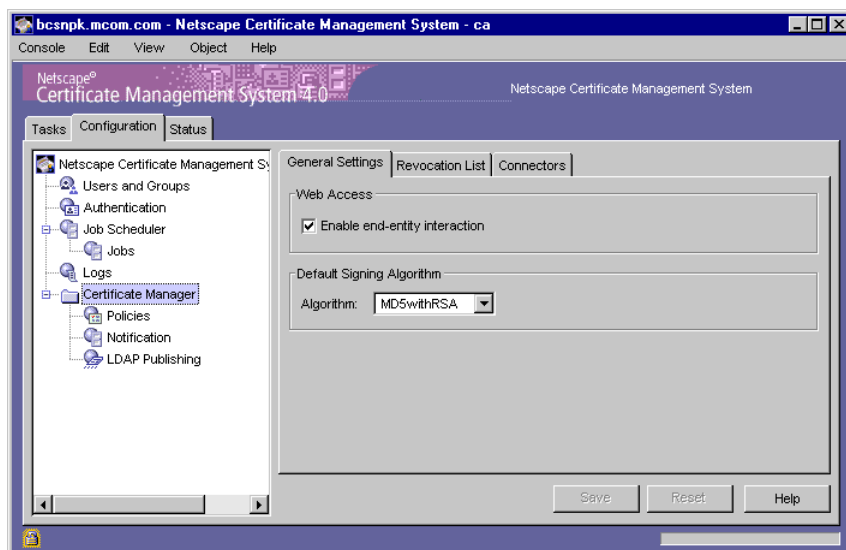 bcsnpk.mcom.com - Netscape Certificate Management System - ca
Console Edit View Object Help
Netscape®
Certificate Management System 4.0
Netscape Certificate Management System
Tasks Configuration Status
Netscape Certificate Management Sy
Users and Groups
Authentication
Job Scheduler
Jobs
Logs
Certificate Manager
Policies
Notification
LDAP Publishing
General Settings Revocation List Connectors
Web Access
Enable end-entity interaction
Default Signing Algorithm
Algorithm: MD5withRSA
Save Reset Help